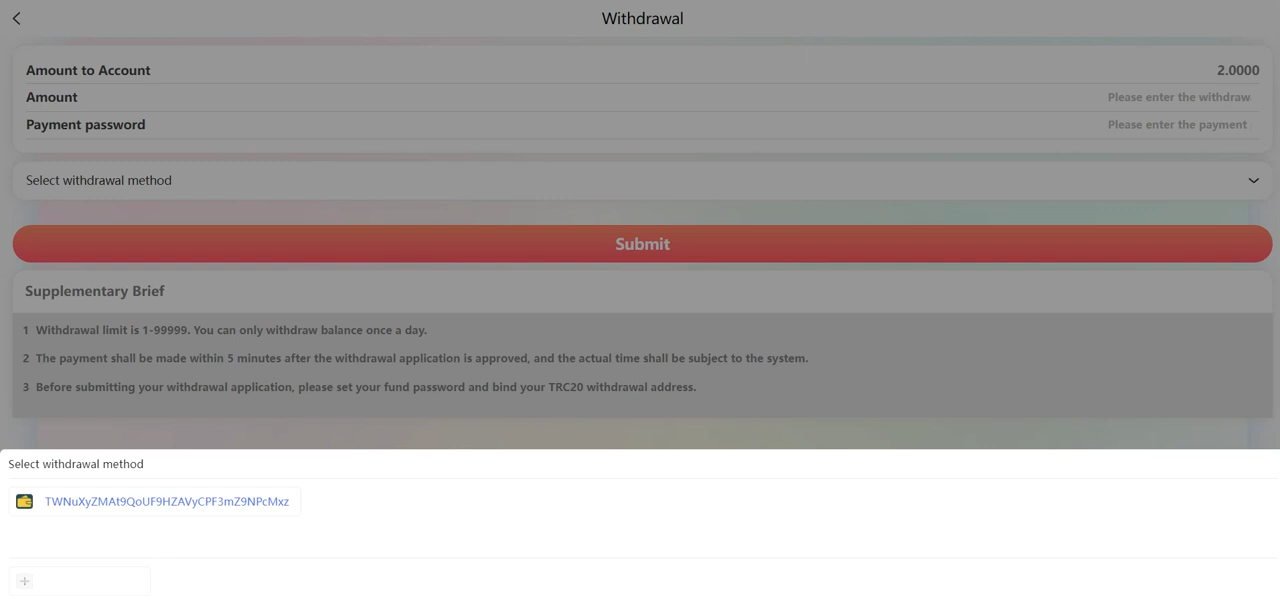 Withdrawal
Amount to Account 2.0000
Amount Please enter the withdraw
Payment password Please enter the payment
Select withdrawal method
Submit
Supplementary Brief
1 Withdrawal limit is 1-99999. You can only withdraw balance once a day.
2 The payment shall be made within 5 minutes after the withdrawal application is approved, and the actual time shall be subject to the system.
3 Before submitting your withdrawal application, please set your fund password and bind your TRC20 withdrawal address.
Select withdrawal method
TWNuXyZMAt9QoUF9HZAVyCPF3mZ9NPcMxz